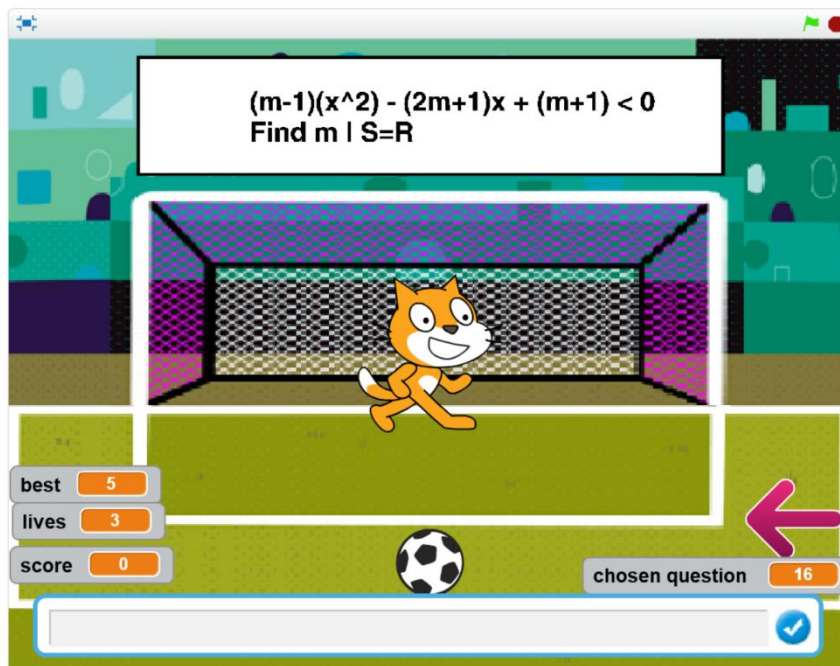 (m-1)(x^2) - (2m+1)x + (m+1) < 0
Find m | S=R
best 5
lives 3
score 0
chosen question 16